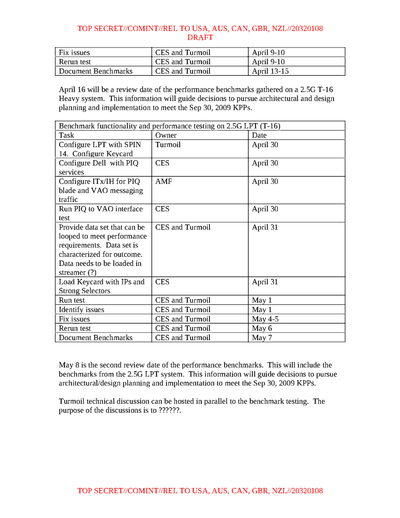 TOP SECRET//COMINT//REL TO USA, AUS, CAN, GBR, NZL//20320108
DRAFT
Fix issues CES and Turmoil April 9-10
Rerun test CES and Turmoil April 9-10
Document Benchmarks CES and Turmoil April 13-15
April 16 will be a review date of the performance benchmarks gathered on a 2.5G T-16
Heavy system. This information will guide decisions to pursue architectural and design
planning and implementation to meet the Sep 30, 2009 KPPs.
Benchmark functionality and performance testing on 2.5G LPT (T-16)
Task Owner Date
Configure LPT with SPIN Turmoil April 30
14. Configure Keycard
Configure Dell with PIQ CES April 30
services
Configure ITx/IH for PIQ AMF April 30
blade and VAO messaging
traffic
Run PIQ to VAO interface CES April 30
test
Provide data set that can be CES and Turmoil April 31
looped to meet performance
requirements. Data set is
characterized for outcome.
Data needs to be loaded in
streamer (?)
Load Keycard with IPs and CES April 31
Strong Selectors
Run test CES and Turmoil May 1
Identify issues CES and Turmoil May 1
Fix issues CES and Turmoil May 4-5
Rerun test CES and Turmoil May 6
Document Benchmarks CES and Turmoil May 7
May 8 is the second review date of the performance benchmarks. This will include the
benchmarks from the 2.5G LPT system. This information will guide decisions to pursue
architectural/design planning and implementation to meet the Sep 30, 2009 KPPs.
Turmoil technical discussion can be hosted in parallel to the benchmark testing. The
purpose of the discussions is to ??????.
TOP SECRET//COMINT//REL TO USA, AUS, CAN, GBR, NZL//20320108